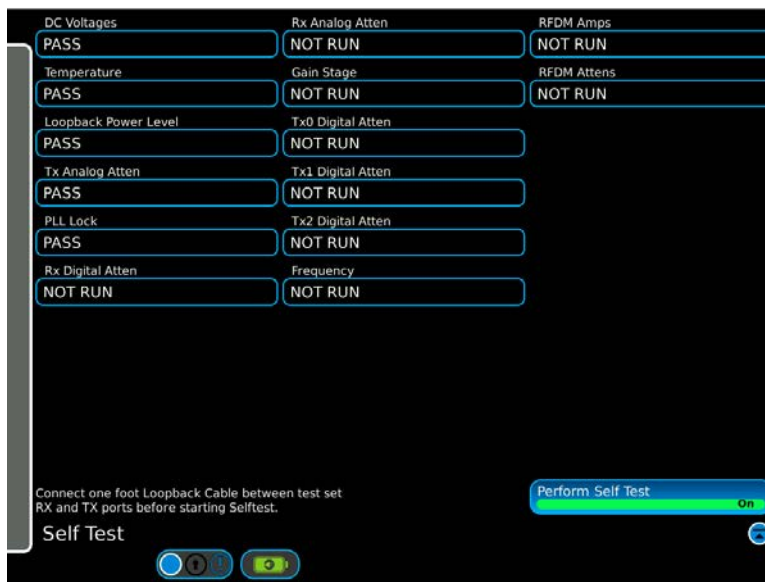 DC Voltages
PASS
Temperature
PASS
Loopback Power Level
PASS
Tx Analog Atten
PASS
PLL Lock
PASS
Rx Digital Atten
NOT RUN
Rx Analog Atten
NOT RUN
Gain Stage
NOT RUN
Tx0 Digital Atten
NOT RUN
Tx1 Digital Atten
NOT RUN
Tx2 Digital Atten
NOT RUN
Frequency
NOT RUN
RFDM Amps
NOT RUN
RFDM Attens
NOT RUN
Connect one foot Loopback Cable between test set
RX and TX ports before starting Selftest.
Perform Self Test
On
Self Test